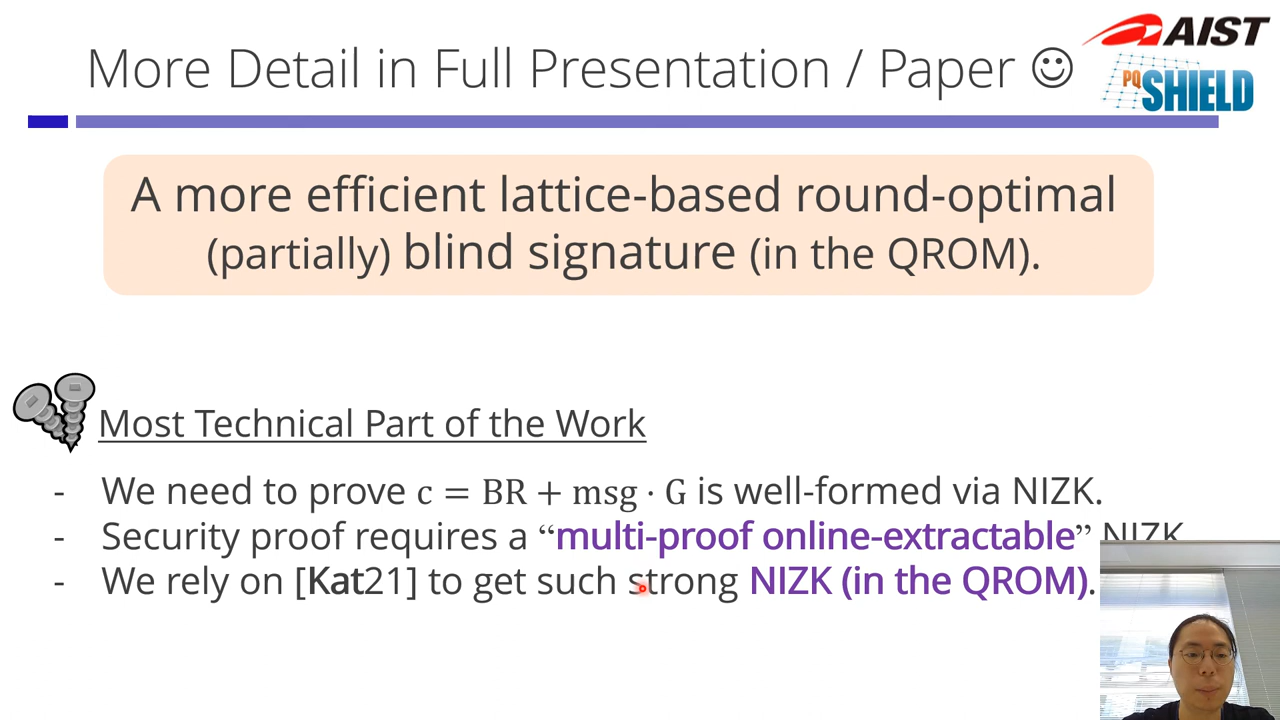 More Detail in Full Presentation / Paper ☺
AIST
PQ
SHIELD
A more efficient lattice-based round-optimal
(partially) blind signature (in the QROM).
Most Technical Part of the Work
- We need to prove c = BR + msg · G is well-formed via NIZK.
- Security proof requires a “multi-proof online-extractable” NIZK
- We rely on [Kat21] to get such strong NIZK (in the QROM).